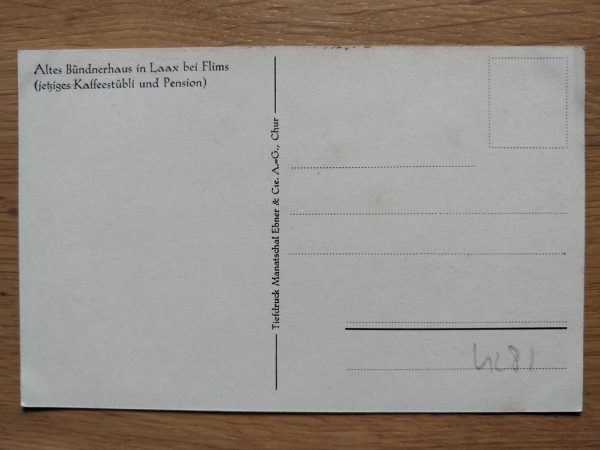 Altes Bündnerhaus in Laax bei Flims
(jetziges Kaffeestübli und Pension)
Tiefdruck Manatschal Ebner & Cie. A.=G., Chur